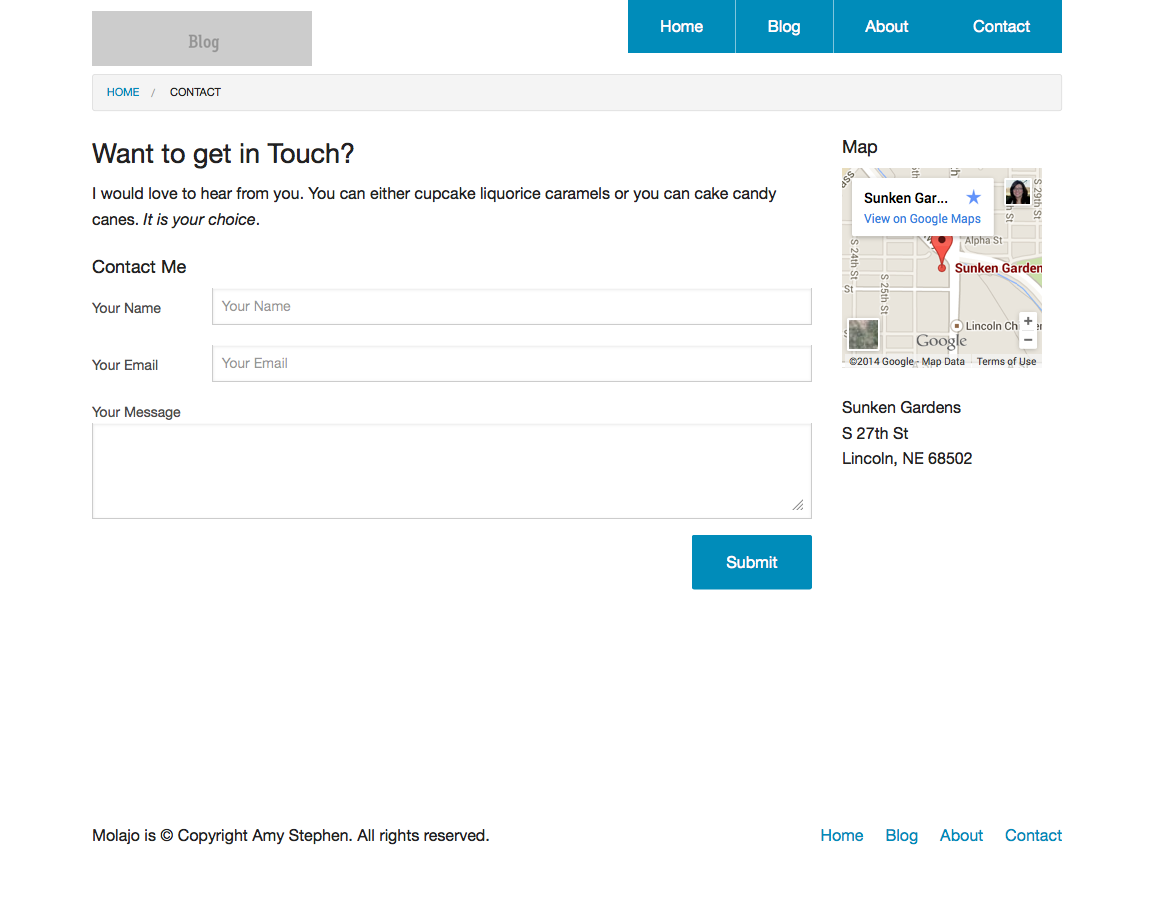 Blog
Home Blog About Contact
HOME / CONTACT
Want to get in Touch?
I would love to hear from you. You can either cupcake liquorice caramels or you can cake candy
canes. It is your choice.
Contact Me
Your Name Your Name
Your Email Your Email
Your Message
Submit
Map
Sunken Gar...
View on Google Maps
S 29th St
Alpha St
S 24th St
Sunken Garden
St
S 25th St
+
Lincoln Ch
−
Google
©2014 Google - Map Data Terms of Use
Sunken Gardens
S 27th St
Lincoln, NE 68502
Molajo is © Copyright Amy Stephen. All rights reserved.
Home Blog About Contact